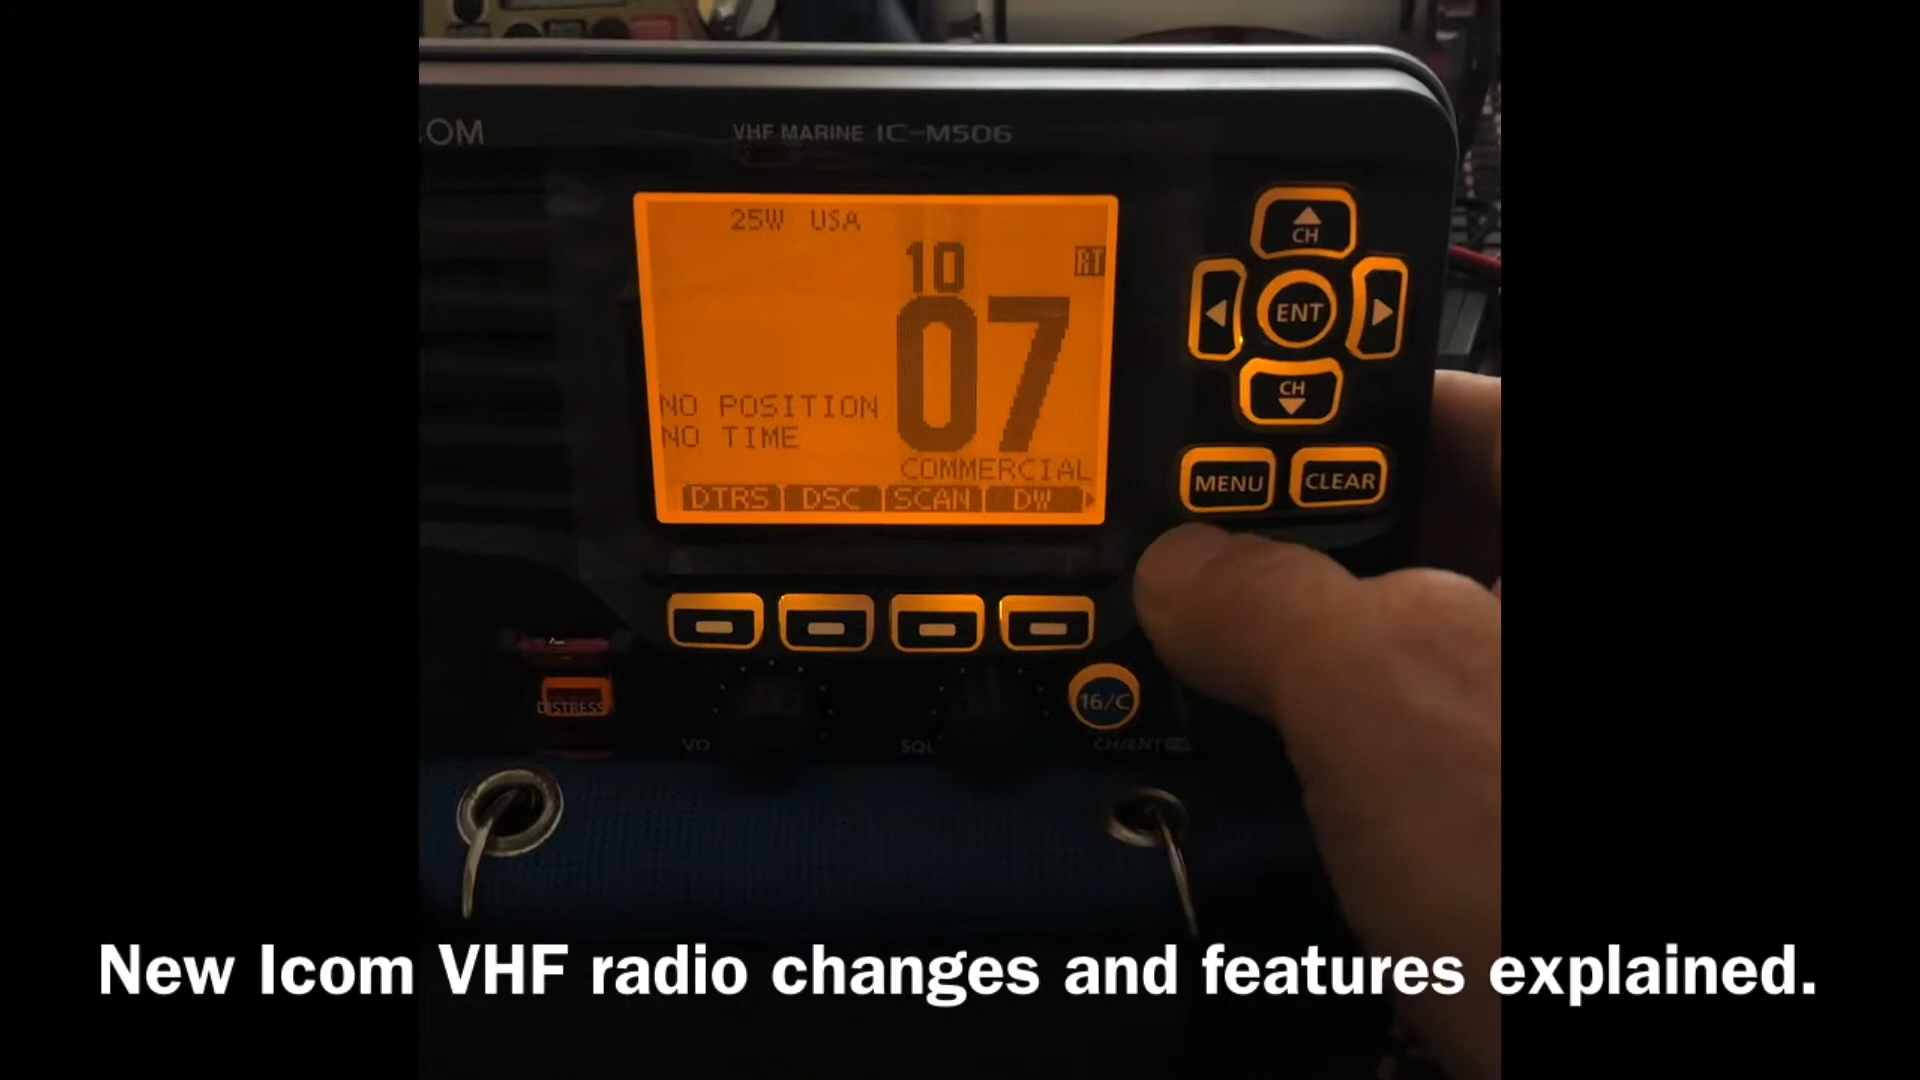 COM
VHF MARINE IC-M506
25W USA
10
RT
07
NO POSITION
NO TIME
COMMERCIAL
DTRS DSC SCAN DW
CH
ENT
CH
MENU CLEAR
DISTRESS
16/C
VO
SQL
CH/ENT
New Icom VHF radio changes and features explained.